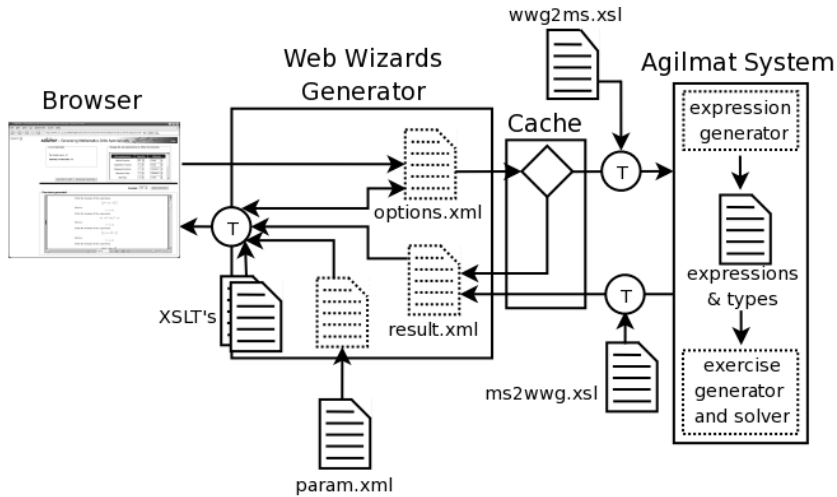 wwg2ms.xsl
Web Wizards
Generator
Agilmat System
Browser
Cache
expression
generator
T
options.xml
T
expressions
& types
XSLT's
result.xml
T
ms2wwg.xsl
exercise
generator
and solver
param.xml